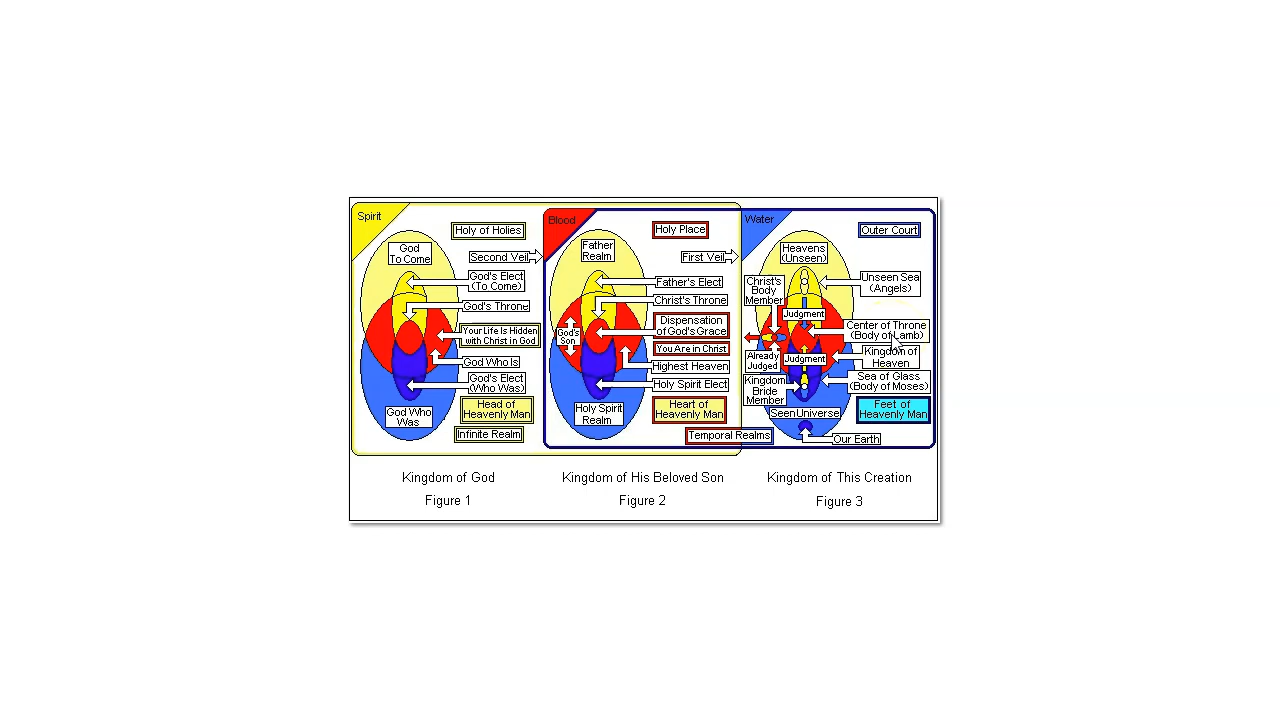 Spirit
Holy of Holies
God
To Come
Second Veil
God's Elect
(To Come)
God's Throne
Your Life Is Hidden
with Christ in God
God Who Is
God's Elect
(Who Was)
God Who
Was
Head of
Heavenly Man
Infinite Realm
Blood
Holy Place
Father
Realm
First Veil
Father's Elect
Christ's Throne
God's
Son
Dispensation
of God's Grace
You Are in Christ
Highest Heaven
Holy Spirit Elect
Holy Spirit
Realm
Heart of
Heavenly Man
Temporal Realms
Water
Outer Court
Heavens
(Unseen)
Unseen Sea
(Angels)
Christ's
Body
Member
Judgment
Center of Throne
(Body of Lamb)
Already
Judged
Judgment
Kingdom of
Heaven
Kingdom
Bride
Member
Sea of Glass
(Body of Moses)
Seen Universe
Feet of
Heavenly Man
Our Earth
Kingdom of God
Figure 1
Kingdom of His Beloved Son
Figure 2
Kingdom of This Creation
Figure 3